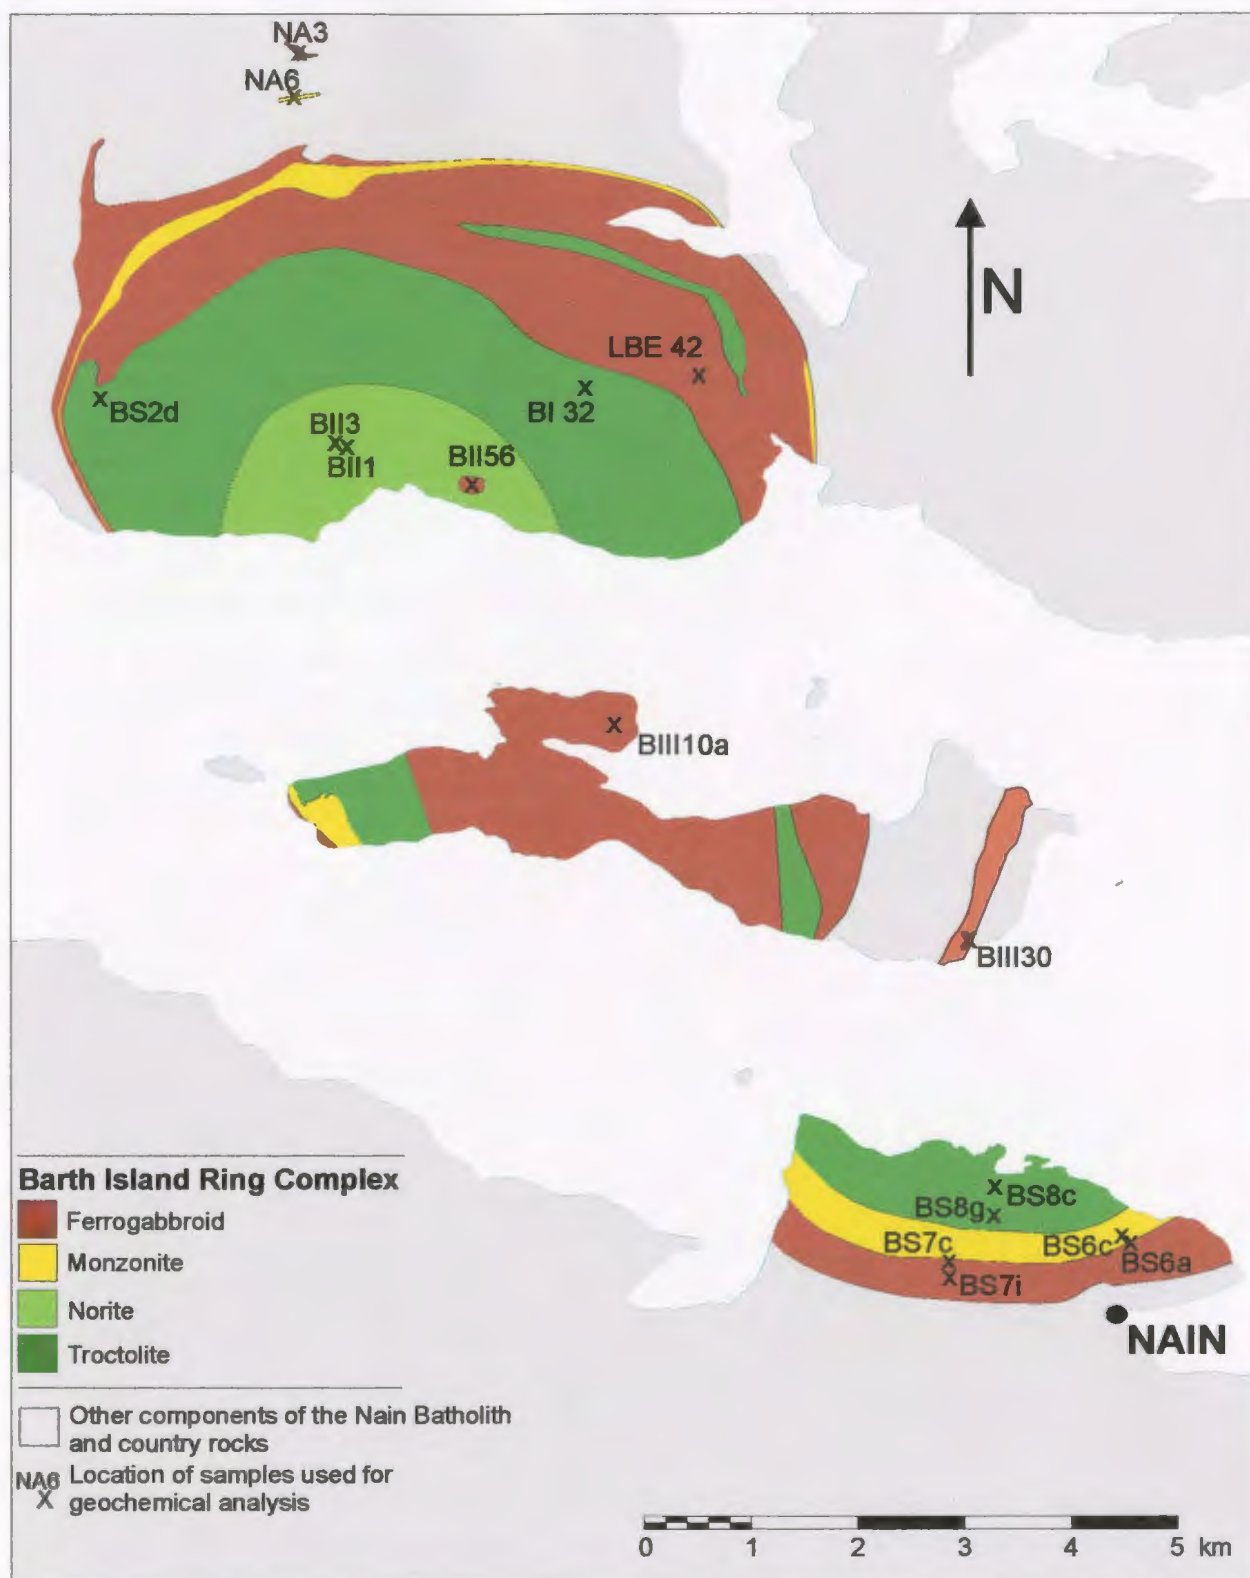 NA3
NA6
N
LBE 42
BS2d
BI 32
BII3
BII1
BII56
BIII10a
BIII30
BS8c
BS8g
BS7c
BS6c
BS6a
BS7i
NAIN
Barth Island Ring Complex
Ferrogabbroid
Monzonite
Norite
Troctolite
Other components of the Nain Batholith
and country rocks
NA6 Location of samples used for
X geochemical analysis
0 1 2 3 4 5 km